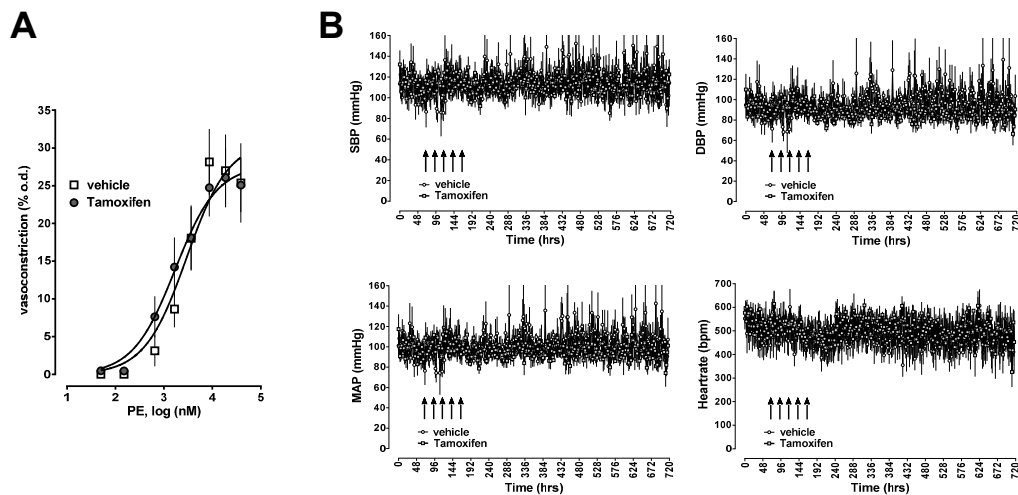 A
35
30
25
20
15
10
5
0
vasoconstriction (% o.d.)
vehicle
Tamoxifen
1 2 3 4 5
PE, log (nM)
B
160
140
120
100
80
60
40
20
0
SBP (mmHg)
vehicle
Tamoxifen
0 48 96 144 192 240 288 336 384 432 480 528 576 624 672 720
Time (hrs)
160
140
120
100
80
60
40
20
0
DBP (mmHg)
vehicle
Tamoxifen
0 48 96 144 192 240 288 336 384 432 480 528 576 624 672 720
Time (hrs)
160
140
120
100
80
60
40
20
0
MAP (mmHg)
vehicle
Tamoxifen
0 48 96 144 192 240 288 336 384 432 480 528 576 624 672 720
Time (hrs)
700
600
500
400
300
200
100
0
Heartrate (bpm)
vehicle
Tamoxifen
0 48 96 144 192 240 288 336 384 432 480 528 576 624 672 720
Time (hrs)